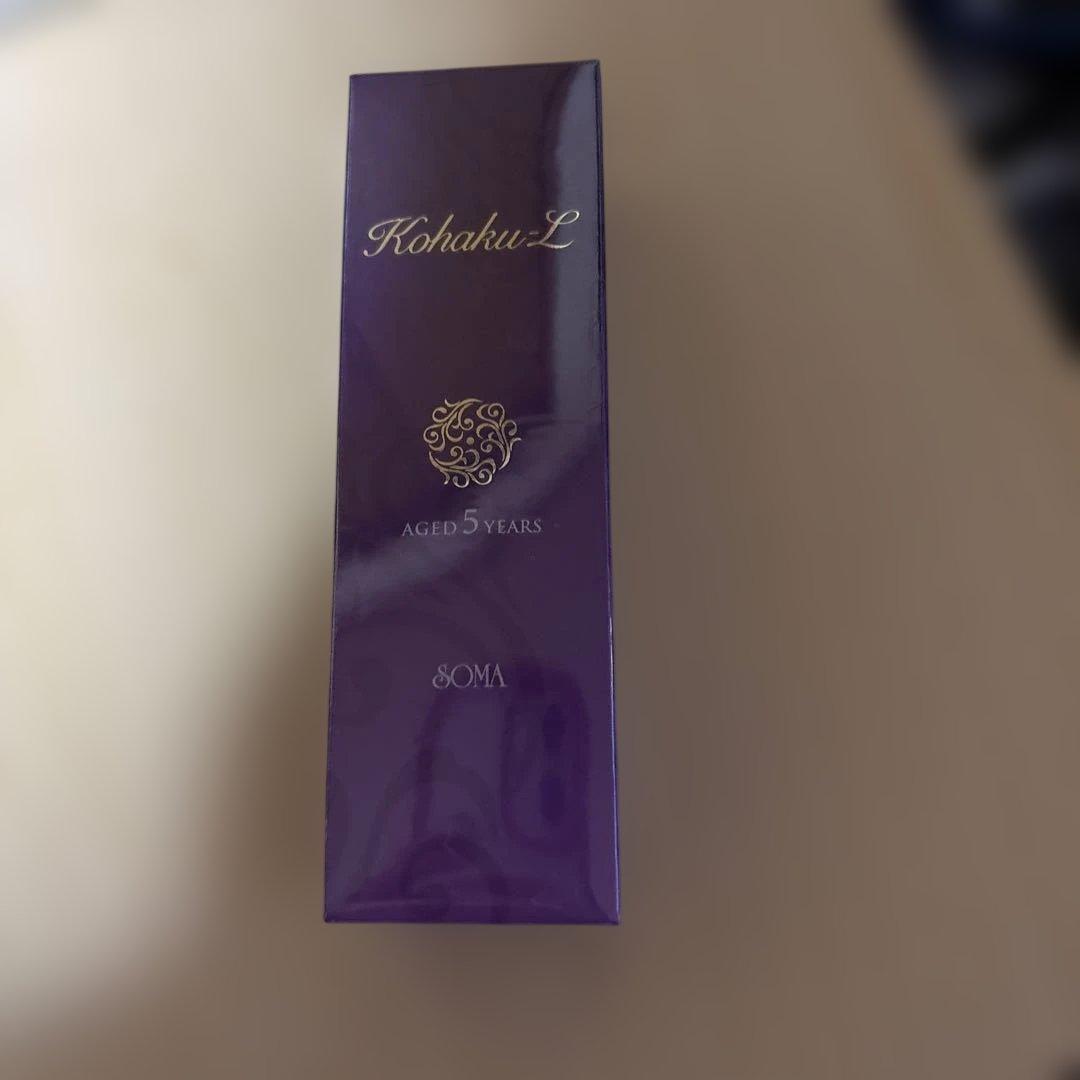 Kohaku-L
AGED 5 YEARS
SOMA